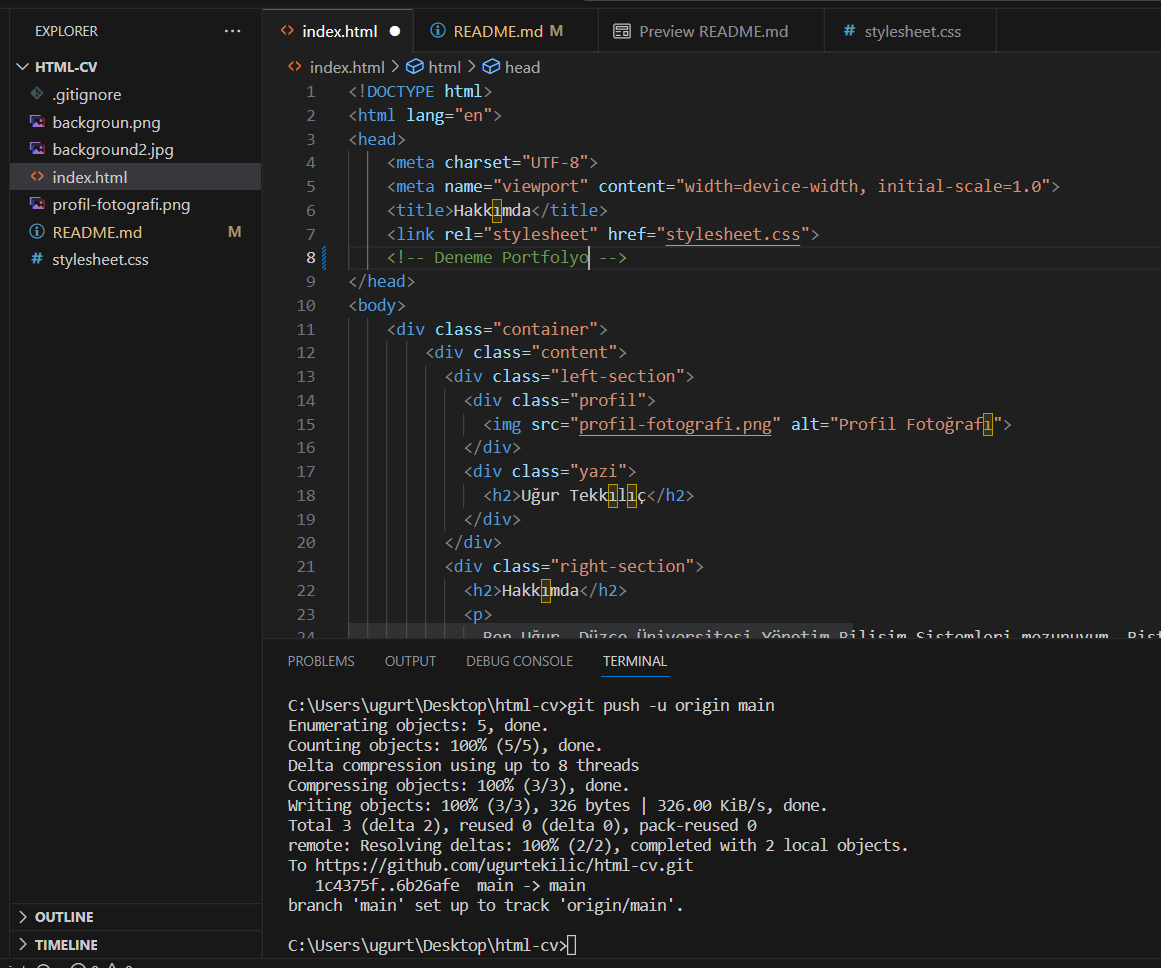 EXPLORER ...
HTML-CV
.gitignore
backgroun.png
background2.jpg
index.html
profil-fotografi.png
README.md M
stylesheet.css
OUTLINE
TIMELINE
index.html README.md M Preview README.md stylesheet.css
index.html > html > head
1 <!DOCTYPE html>
2 <html lang="en">
3 <head>
4 <meta charset="UTF-8">
5 <meta name="viewport" content="width=device-width, initial-scale=1.0">
6 <title>Hakkımda</title>
7 <link rel="stylesheet" href="stylesheet.css">
8 <!-- Deneme Portfolyo -->
9 </head>
10 <body>
11 <div class="container">
12 <div class="content">
13 <div class="left-section">
14 <div class="profil">
15 <img src="profil-fotografi.png" alt="Profil Fotoğrafı">
16 </div>
17 <div class="yazi">
18 <h2>Uğur Tekkılıç</h2>
19 </div>
20 </div>
21 <div class="right-section">
22 <h2>Hakkımda</h2>
23 <p>
24 Ben Uğur, Düzce Üniversitesi Yönetim Bilişim Sistemleri mezunuyum.
PROBLEMS OUTPUT DEBUG CONSOLE TERMINAL
C:\Users\ugurt\Desktop\html-cv>git push -u origin main
Enumerating objects: 5, done.
Counting objects: 100% (5/5), done.
Delta compression using up to 8 threads
Compressing objects: 100% (3/3), done.
Writing objects: 100% (3/3), 326 bytes | 326.00 KiB/s, done.
Total 3 (delta 2), reused 0 (delta 0), pack-reused 0
remote: Resolving deltas: 100% (2/2), completed with 2 local objects.
To https://github.com/ugurtekilic/html-cv.git
1c4375f..6b26afe main -> main
branch 'main' set up to track 'origin/main'.
C:\Users\ugurt\Desktop\html-cv>